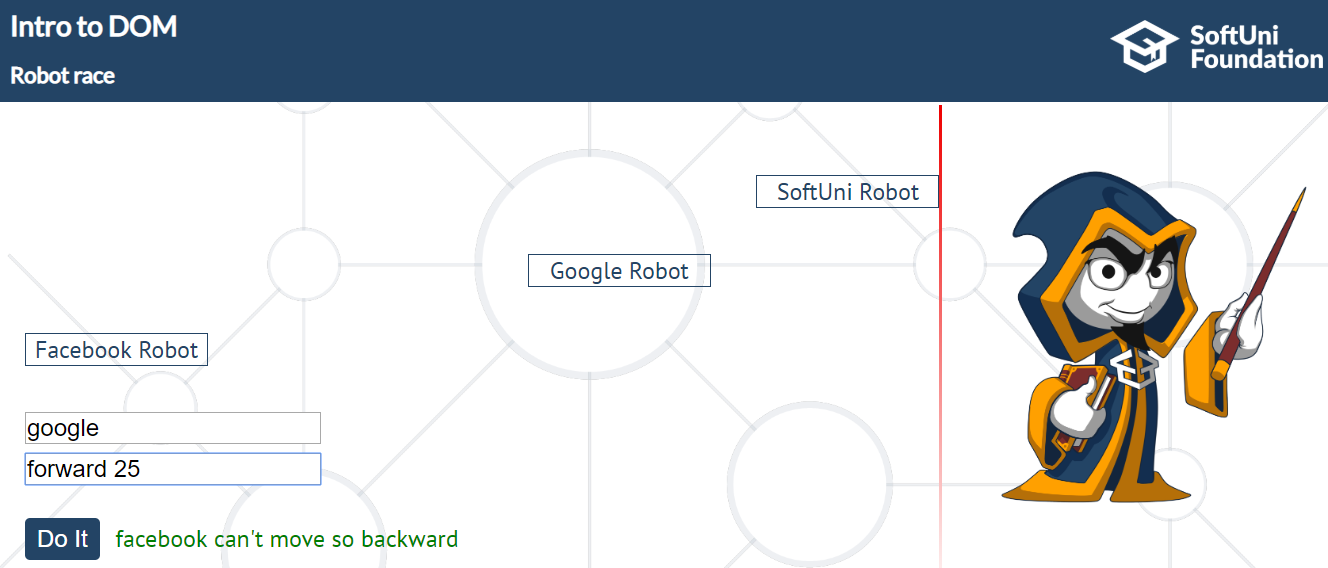 Intro to DOM
Robot race
SoftUni
Foundation
SoftUni Robot
Google Robot
Facebook Robot
google
forward 25
Do It
facebook can't move so backward